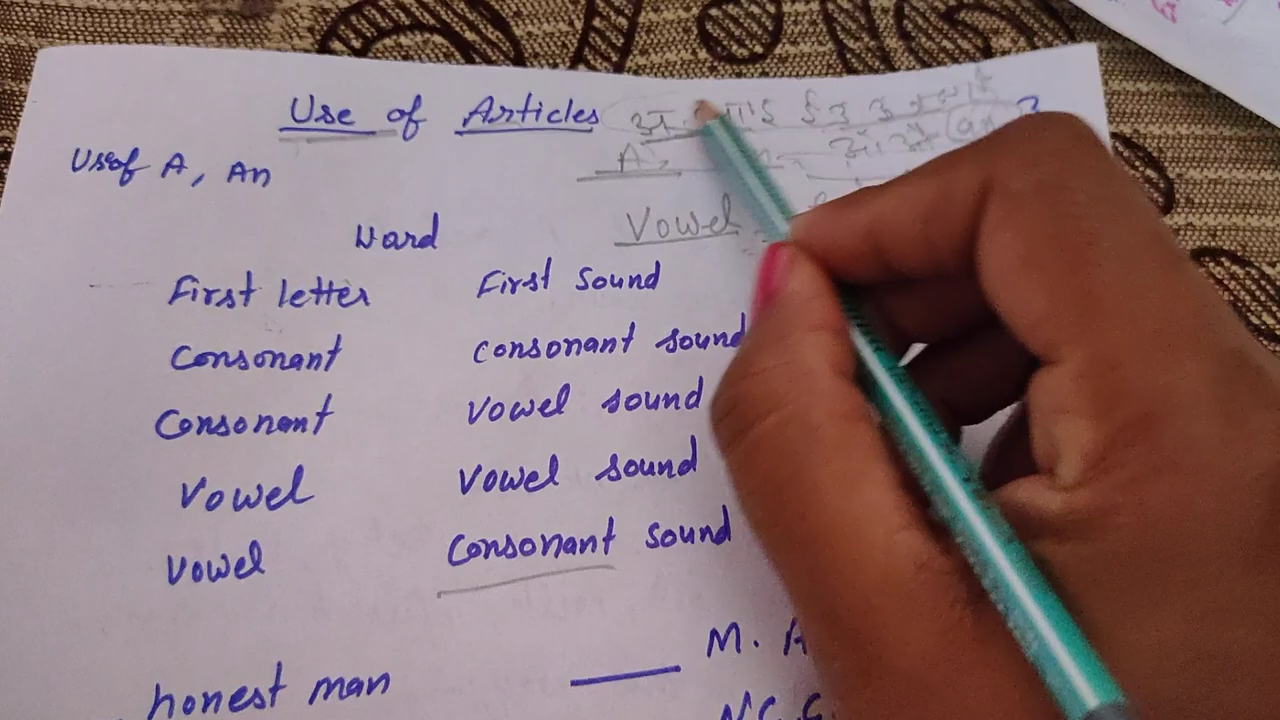 Use of Articles अ
Use of A, An A,
Word Vowel
First letter First Sound
Consonant Consonant sound
Consonant Vowel sound
Vowel Vowel sound
Vowel Consonant sound
honest man M. A
N.C.C.